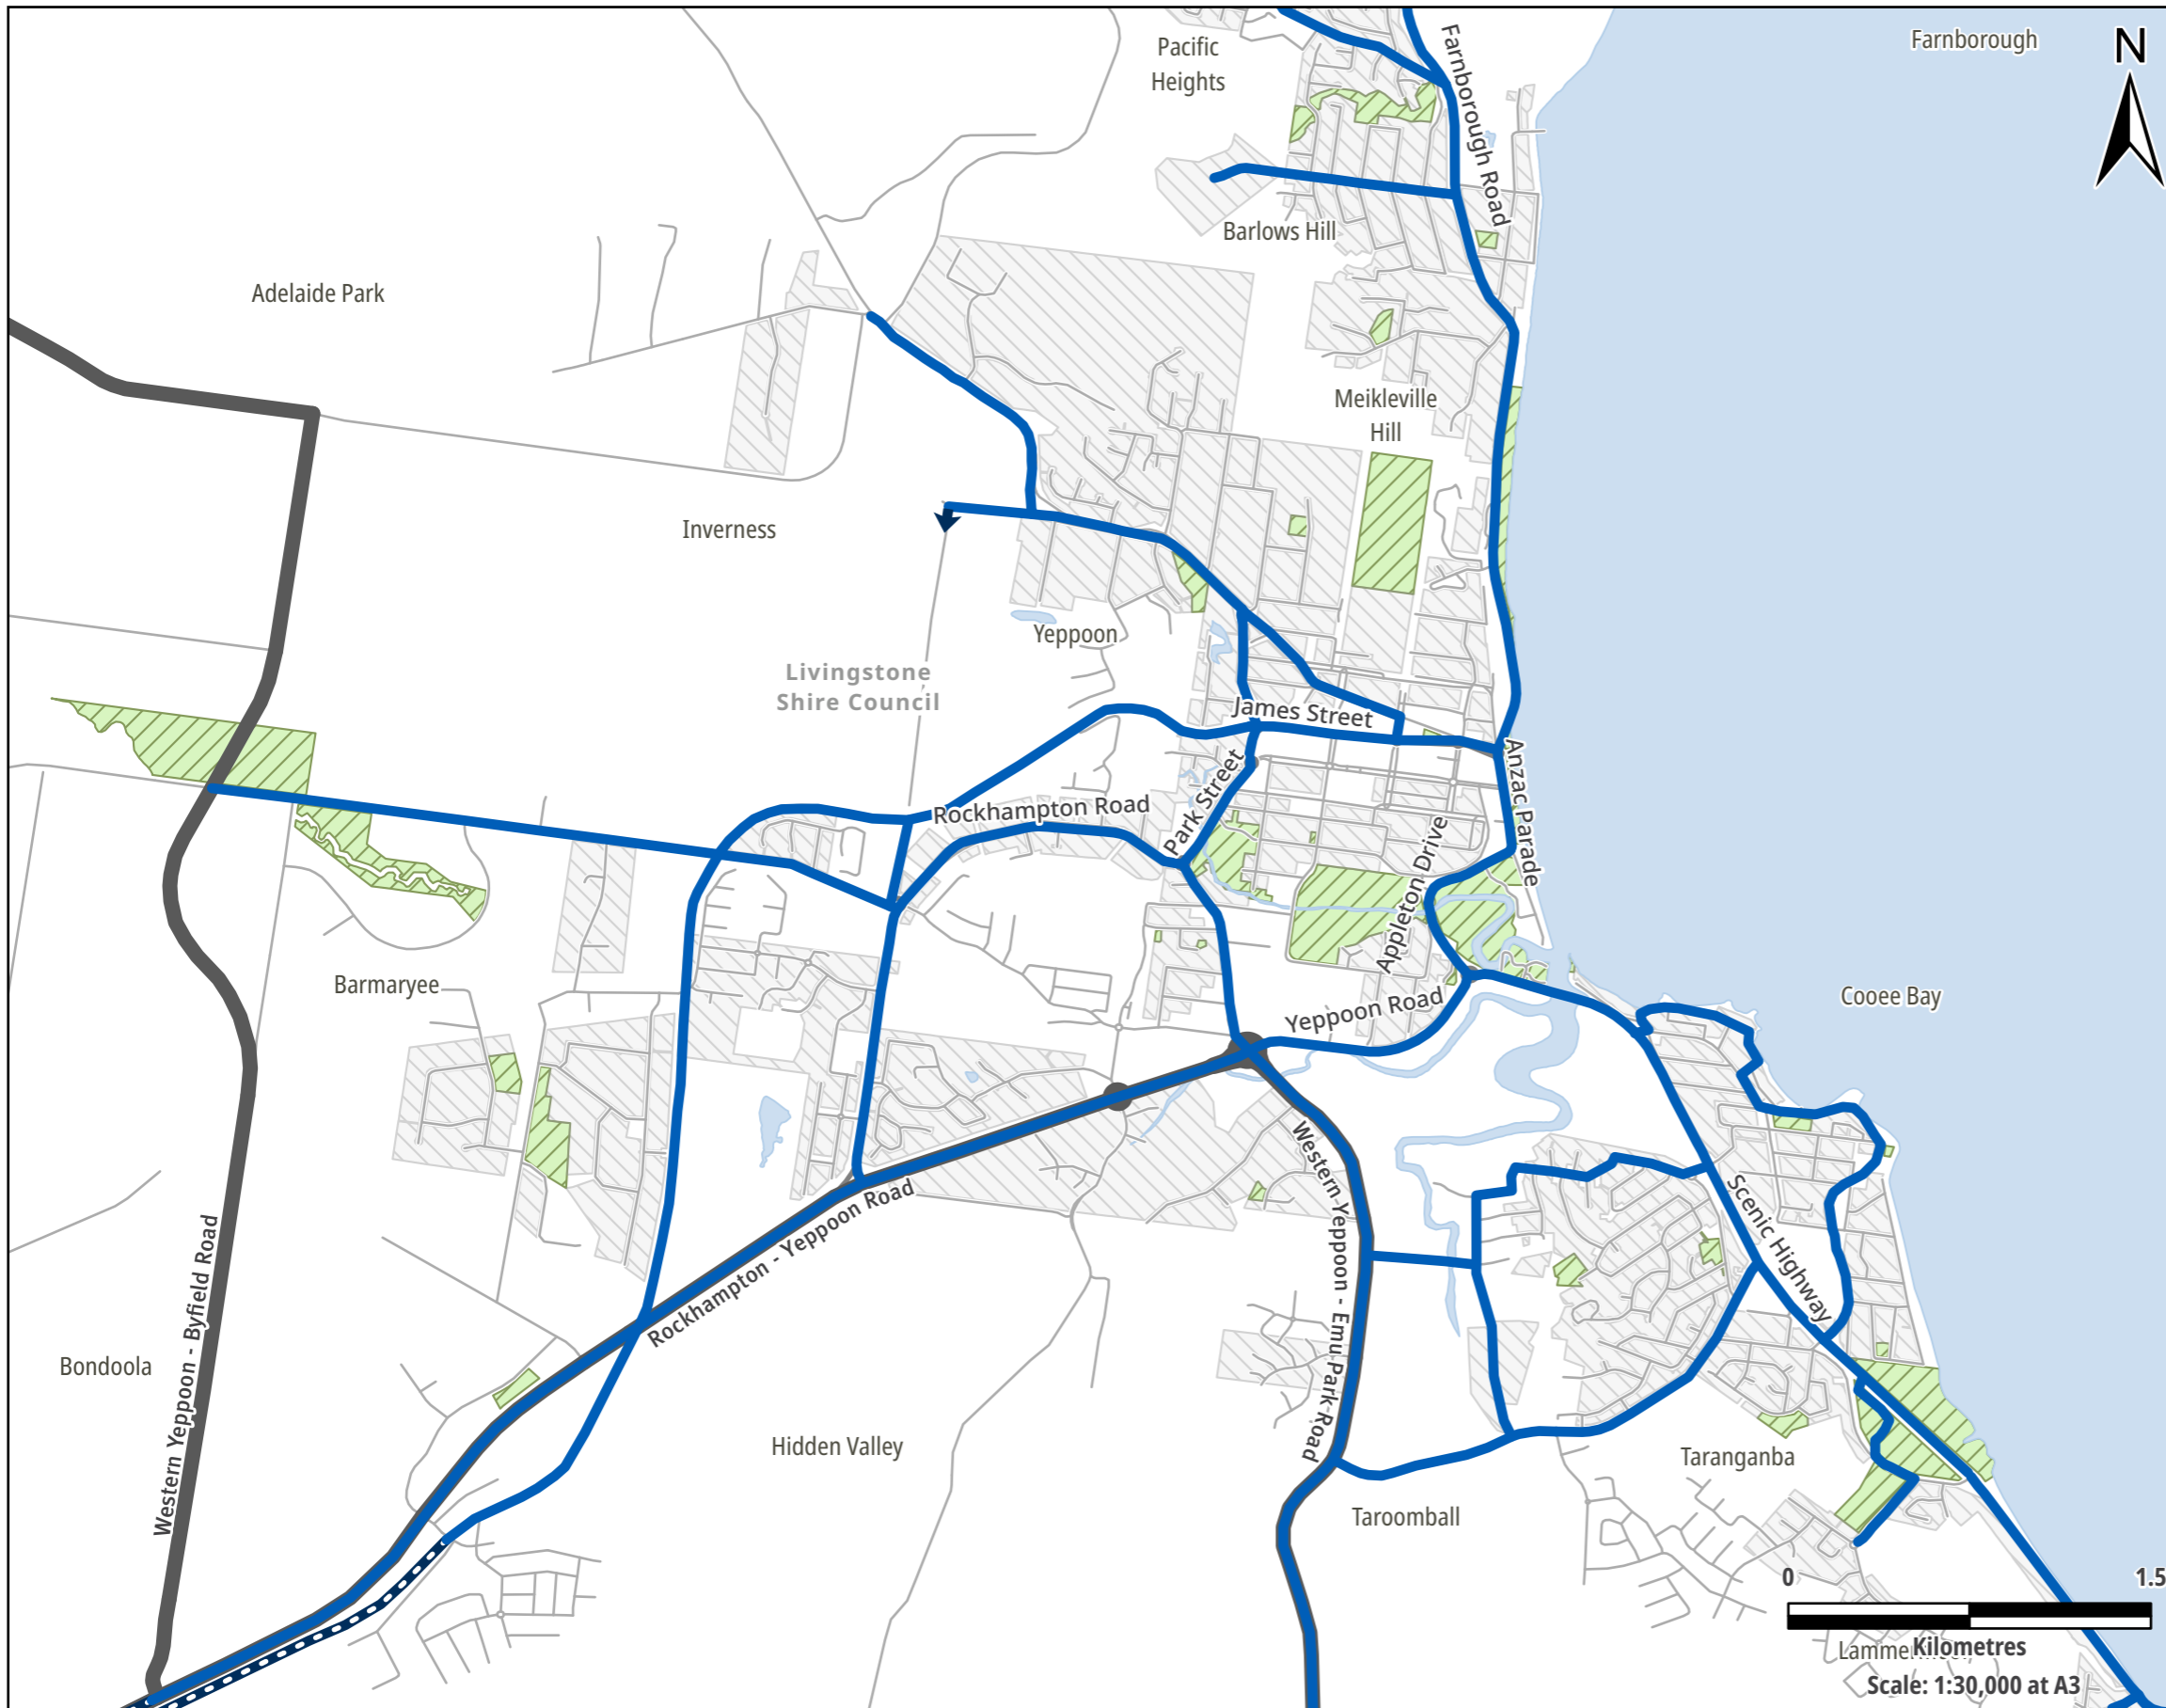 Farnborough
N
Pacific
Heights
Farnborough Road
Barlows Hill
Adelaide Park
Meikleville
Hill
Inverness
Yeppoon
Livingstone
Shire Council
James Street
Anzac Parade
Park Street
Rockhampton Road
Appleton Drive
Barmaryee
Cooee Bay
Yeppoon Road
Western Yeppoon - Emu Park Road
Scenic Highway
Rockhampton - Yeppoon Road
Western Yeppoon - Byfield Road
Bondoola
Hidden Valley
Taranganba
Taroomball
0
1.5
Kilometres
Scale: 1:30,000 at A3